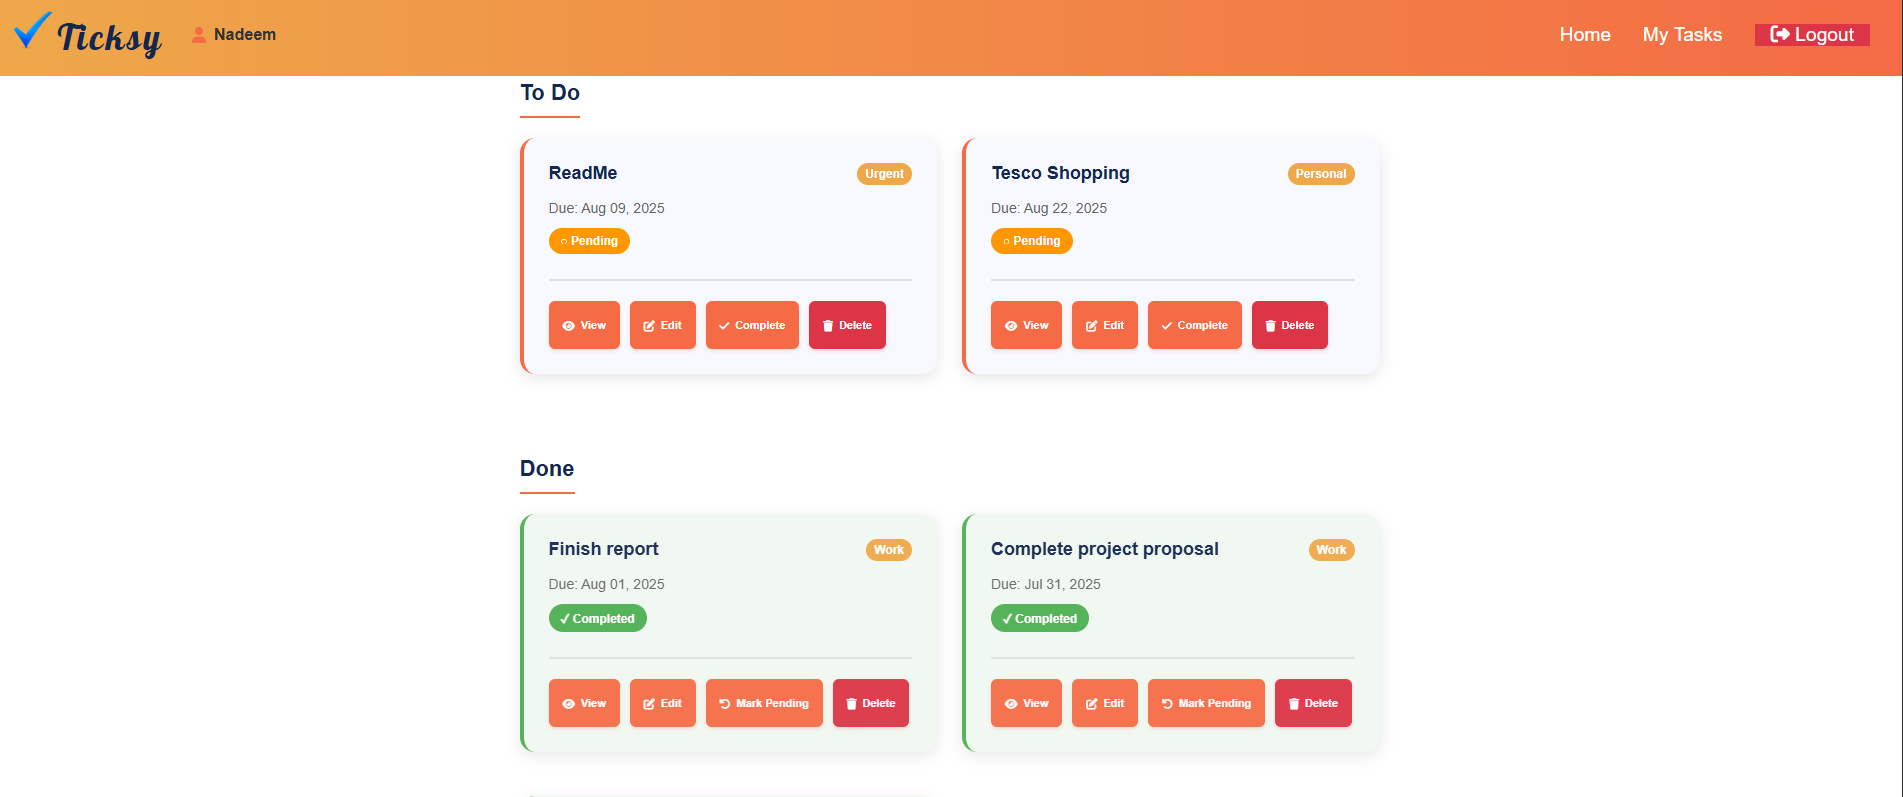 Ticksy
Nadeem
Home
My Tasks
Logout
To Do
ReadMe
Urgent
Due: Aug 09, 2025
Pending
View
Edit
Complete
Delete
Tesco Shopping
Personal
Due: Aug 22, 2025
Pending
View
Edit
Complete
Delete
Done
Finish report
Work
Due: Aug 01, 2025
Completed
View
Edit
Mark Pending
Delete
Complete project proposal
Work
Due: Jul 31, 2025
Completed
View
Edit
Mark Pending
Delete